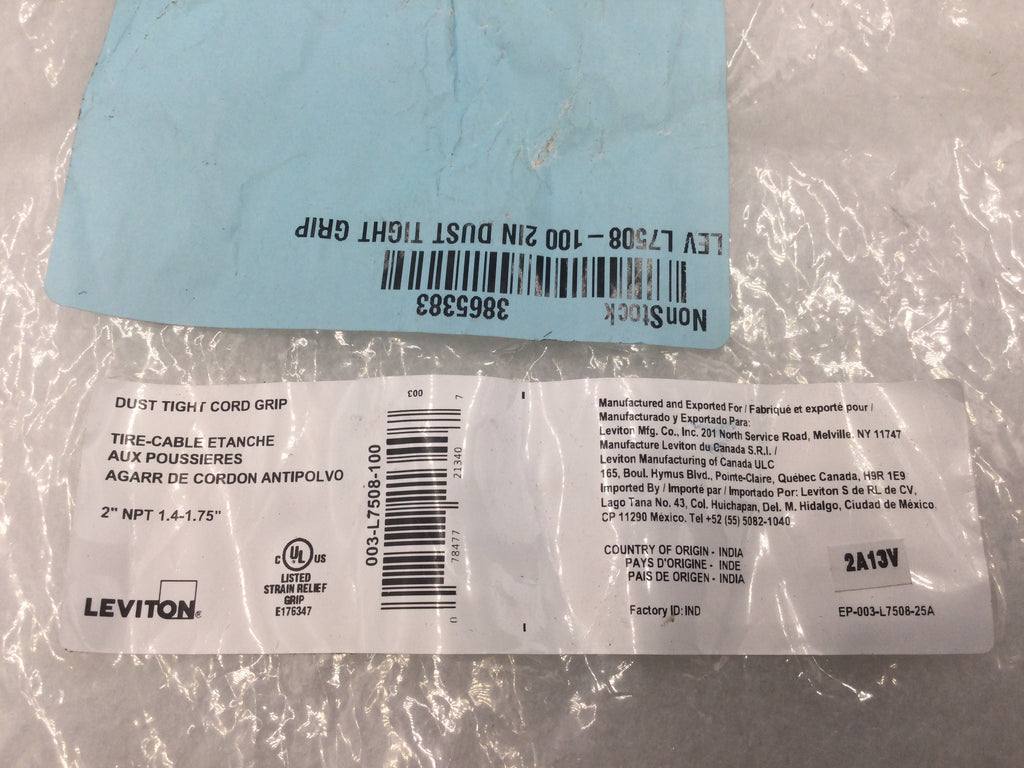 LEV L7508-100 2IN DUST TIGHT GRIP
3865383
NonStock
DUST TIGHT CORD GRIP
TIRE-CABLE ETANCHE
AUX POUSSIERES
AGARR DE CORDON ANTIPOLVO
2" NPT 1.4-1.75"
LEVITON®
C UL US
LISTED
STRAIN RELIEF
GRIP
E176347
003-L7508-100
003
0 78477 21340 7
Manufactured and Exported For / Fabriqué et exporté pour /
Manufacturado y Exportado Para:
Leviton Mfg. Co., Inc. 201 North Service Road, Melville. NY 11747
Manufacture Leviton du Canada S.R.I. /
Leviton Manufacturing of Canada ULC
165, Boul. Hymus Blvd., Pointe-Claire, Québec Canada, H9R 1E9
Imported By / Importé par / Importado Por: Leviton S de RL de CV,
Lago Tana No. 43, Col. Huichapan, Del. M. Hidalgo, Ciudad de México
CP 11290 México. Tel +52 (55) 5082-1040
COUNTRY OF ORIGIN - INDIA
PAYS D'ORIGINE - INDE
PAIS DE ORIGEN - INDIA
2A13V
Factory ID: IND
EP-003-L7508-25A